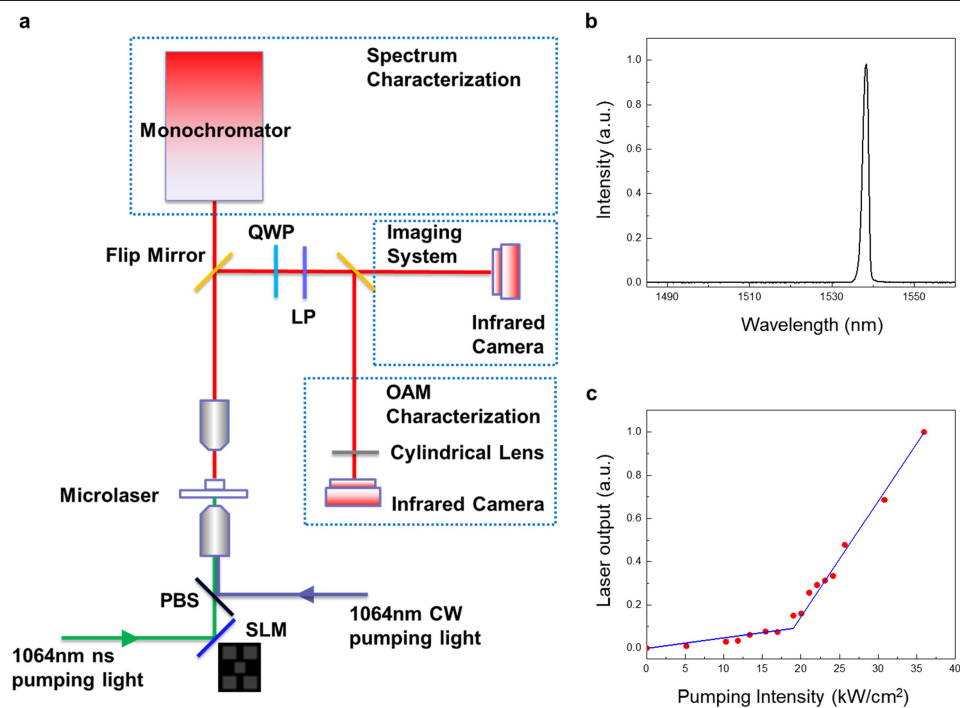 a
Spectrum
Characterization
Monochromator
QWP
Flip Mirror
LP
Imaging
System
Infrared
Camera
OAM
Characterization
Cylindrical Lens
Infrared Camera
Microlaser
PBS
SLM
1064nm CW
pumping light
1064nm ns
pumping light
b
Intensity (a.u.)
1.0
0.8
0.6
0.4
0.2
0.0
1490
1510
1530
1550
Wavelength (nm)
c
Laser output (a.u.)
1.0
0.8
0.6
0.4
0.2
0.0
0
5
10
15
20
25
30
35
40
Pumping Intensity (kW/cm²)